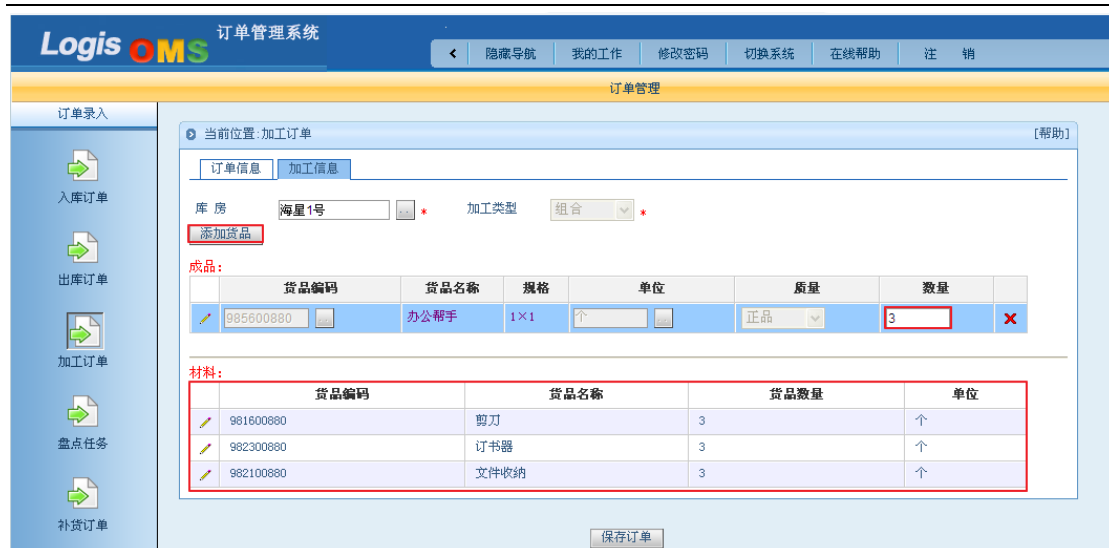 Logis OMS 订单管理系统
隐藏导航 我的工作 修改密码 切换系统 在线帮助 注 销
订单管理
订单录入
入库订单
出库订单
加工订单
盘点任务
补货订单
当前位置:加工订单 [帮助]
订单信息 加工信息
库 房 海星1号 ... * 加工类型 组合 *
添加货品
成品：
货品编码 货品名称 规格 单位 质量 数量
985600880 ... 办公帮手 1×1 个 ... 正品 3
材料：
货品编码 货品名称 货品数量 单位
981600880 剪刀 3 个
982300880 订书器 3 个
982100880 文件收纳 3 个
保存订单